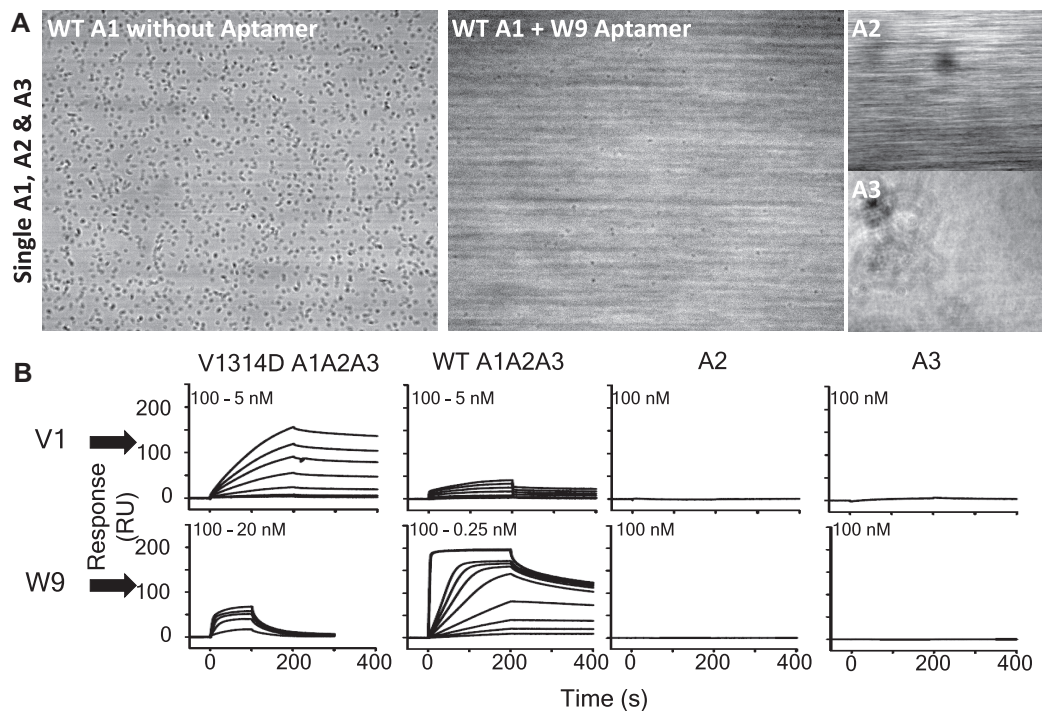 A
WT A1 without Aptamer
WT A1 + W9 Aptamer
A2
A3
Single A1, A2 & A3
B
V1314D A1A2A3
WT A1A2A3
A2
A3
V1
W9
Response
(RU)
200
100
0
200
100
0
100 - 5 nM
100 - 5 nM
100 nM
100 nM
100 - 20 nM
100 - 0.25 nM
100 nM
100 nM
0 200 400
0 200 400
0 200 400
0 200 400
Time (s)